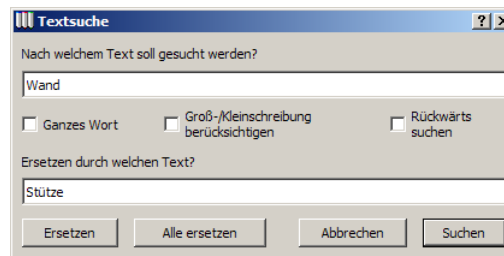 Textsuche
Nach welchem Text soll gesucht werden?
Wand
Ganzes Wort
Groß-/Kleinschreibung
berücksichtigen
Rückwärts
suchen
Ersetzen durch welchen Text?
Stütze
Ersetzen Alle ersetzen Abbrechen Suchen